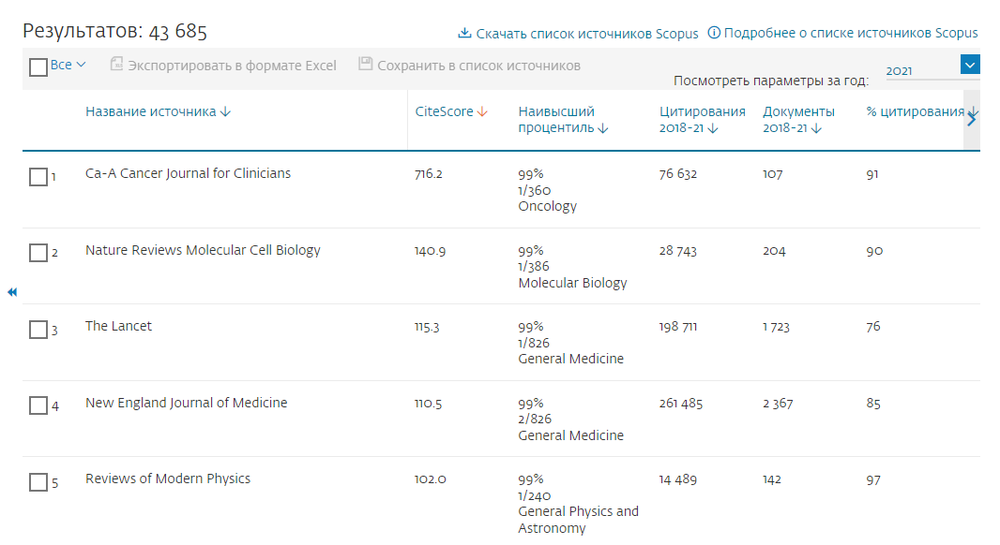 Результатов: 43 685
Скачать список источников Scopus
Подробнее о списке источников Scopus
Все
Экспортировать в формате Excel
Сохранить в список источников
Посмотреть параметры за год:
2021
Название источника
CiteScore
Наивысший
процентиль
Цитирования
2018-21
Документы
2018-21
% цитирования
1
Ca-A Cancer Journal for Clinicians
716.2
99%
1/360
Oncology
76 632
107
91
2
Nature Reviews Molecular Cell Biology
140.9
99%
1/386
Molecular Biology
28 743
204
90
3
The Lancet
115.3
99%
1/826
General Medicine
198 711
1 723
76
4
New England Journal of Medicine
110.5
99%
2/826
General Medicine
261 485
2 367
85
5
Reviews of Modern Physics
102.0
99%
1/240
General Physics and
Astronomy
14 489
142
97